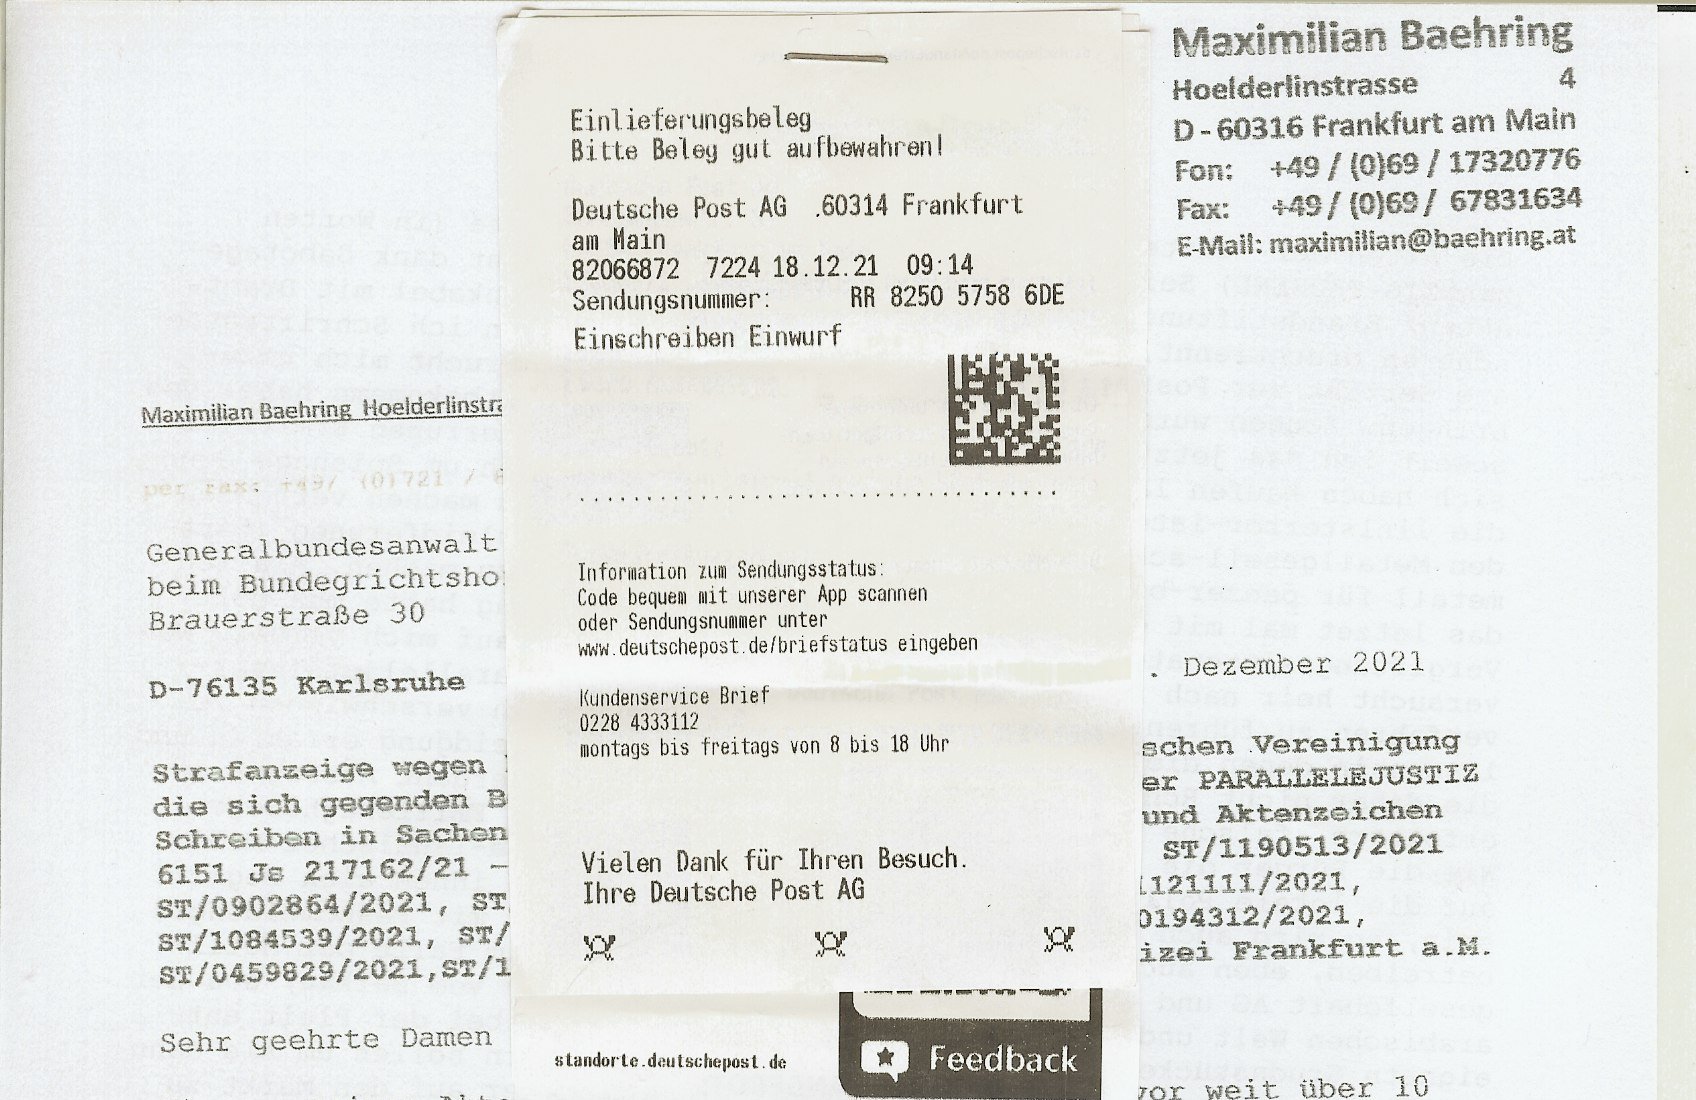 Maximilian Baehring
Hoelderlinstrasse 4
D - 60316 Frankfurt am Main
Fon: +49 / (0)69 / 17320776
Fax: +49 / (0)69 / 67831634
E-Mail: maximilian@baehring.at
Einlieferungsbeleg
Bitte Beleg gut aufbewahren!
Deutsche Post AG .60314 Frankfurt
am Main
82066872 7224 18.12.21 09:14
Sendungsnummer: RR 8250 5758 6DE
Einschreiben Einwurf
Information zum Sendungsstatus:
Code bequem mit unserer App scannen
oder Sendungsnummer unter
www.deutschepost.de/briefstatus eingeben
Kundenservice Brief
0228 4333112
montags bis freitags von 8 bis 18 Uhr
Vielen Dank für Ihren Besuch.
Ihre Deutsche Post AG
standorte.deutschepost.de
Feedback
Maximilian Baehring Hoelderlinstra
per fax: +49/ (0)721 /
Generalbundesanwalt
beim Bundegrichtsho
Brauerstraße 30
D-76135 Karlsruhe
. Dezember 2021
Strafanzeige wegen schen Vereinigung
die sich gegenden B er PARALLELEJUSTIZ
Schreiben in Sachen und Aktenzeichen
6151 Js 217162/21 – ST/1190513/2021
ST/0902864/2021, ST 1121111/2021,
ST/1084539/2021, ST/ 0194312/2021,
ST/0459829/2021,ST/1 izei Frankfurt a.M.
Sehr geehrte Damen
vor weit über 10